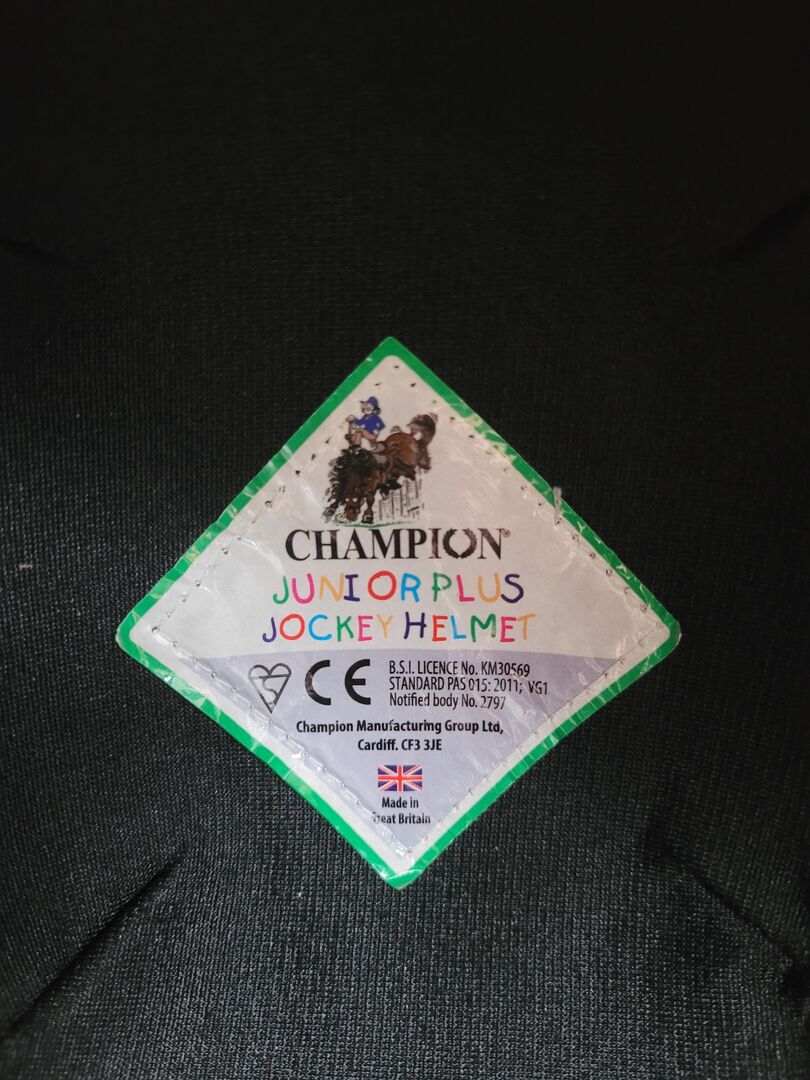 CHAMPION®
JUNIOR PLUS
JOCKEY HELMET
CE
B.S.I. LICENCE No. KM30569
STANDARD PAS 015: 2011; VG1
Notified body No. 2797
Champion Manufacturing Group Ltd,
Cardiff. CF3 3JE
Made in
Great Britain